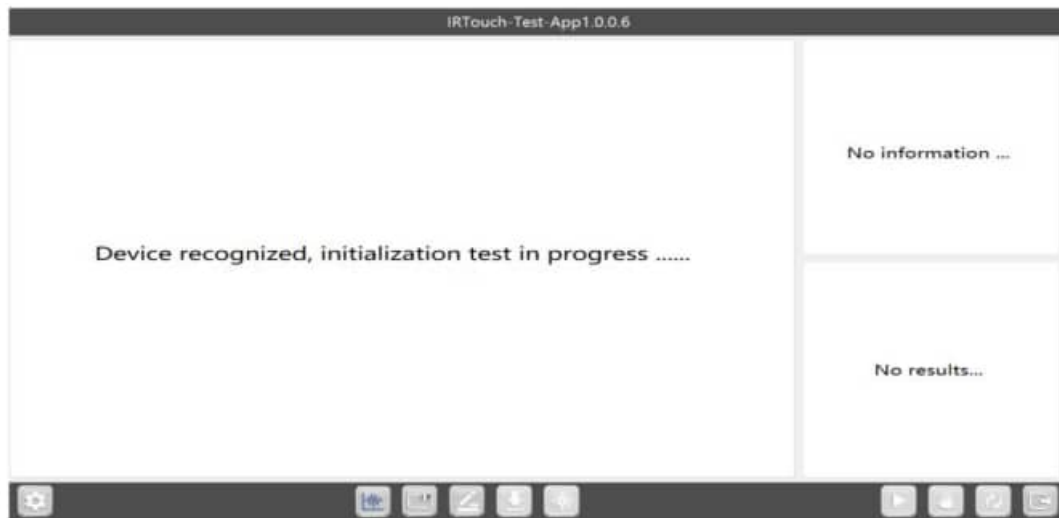 IRTouch-Test-App1.0.0.6
No information ...
Device recognized, initialization test in progress ......
No results...